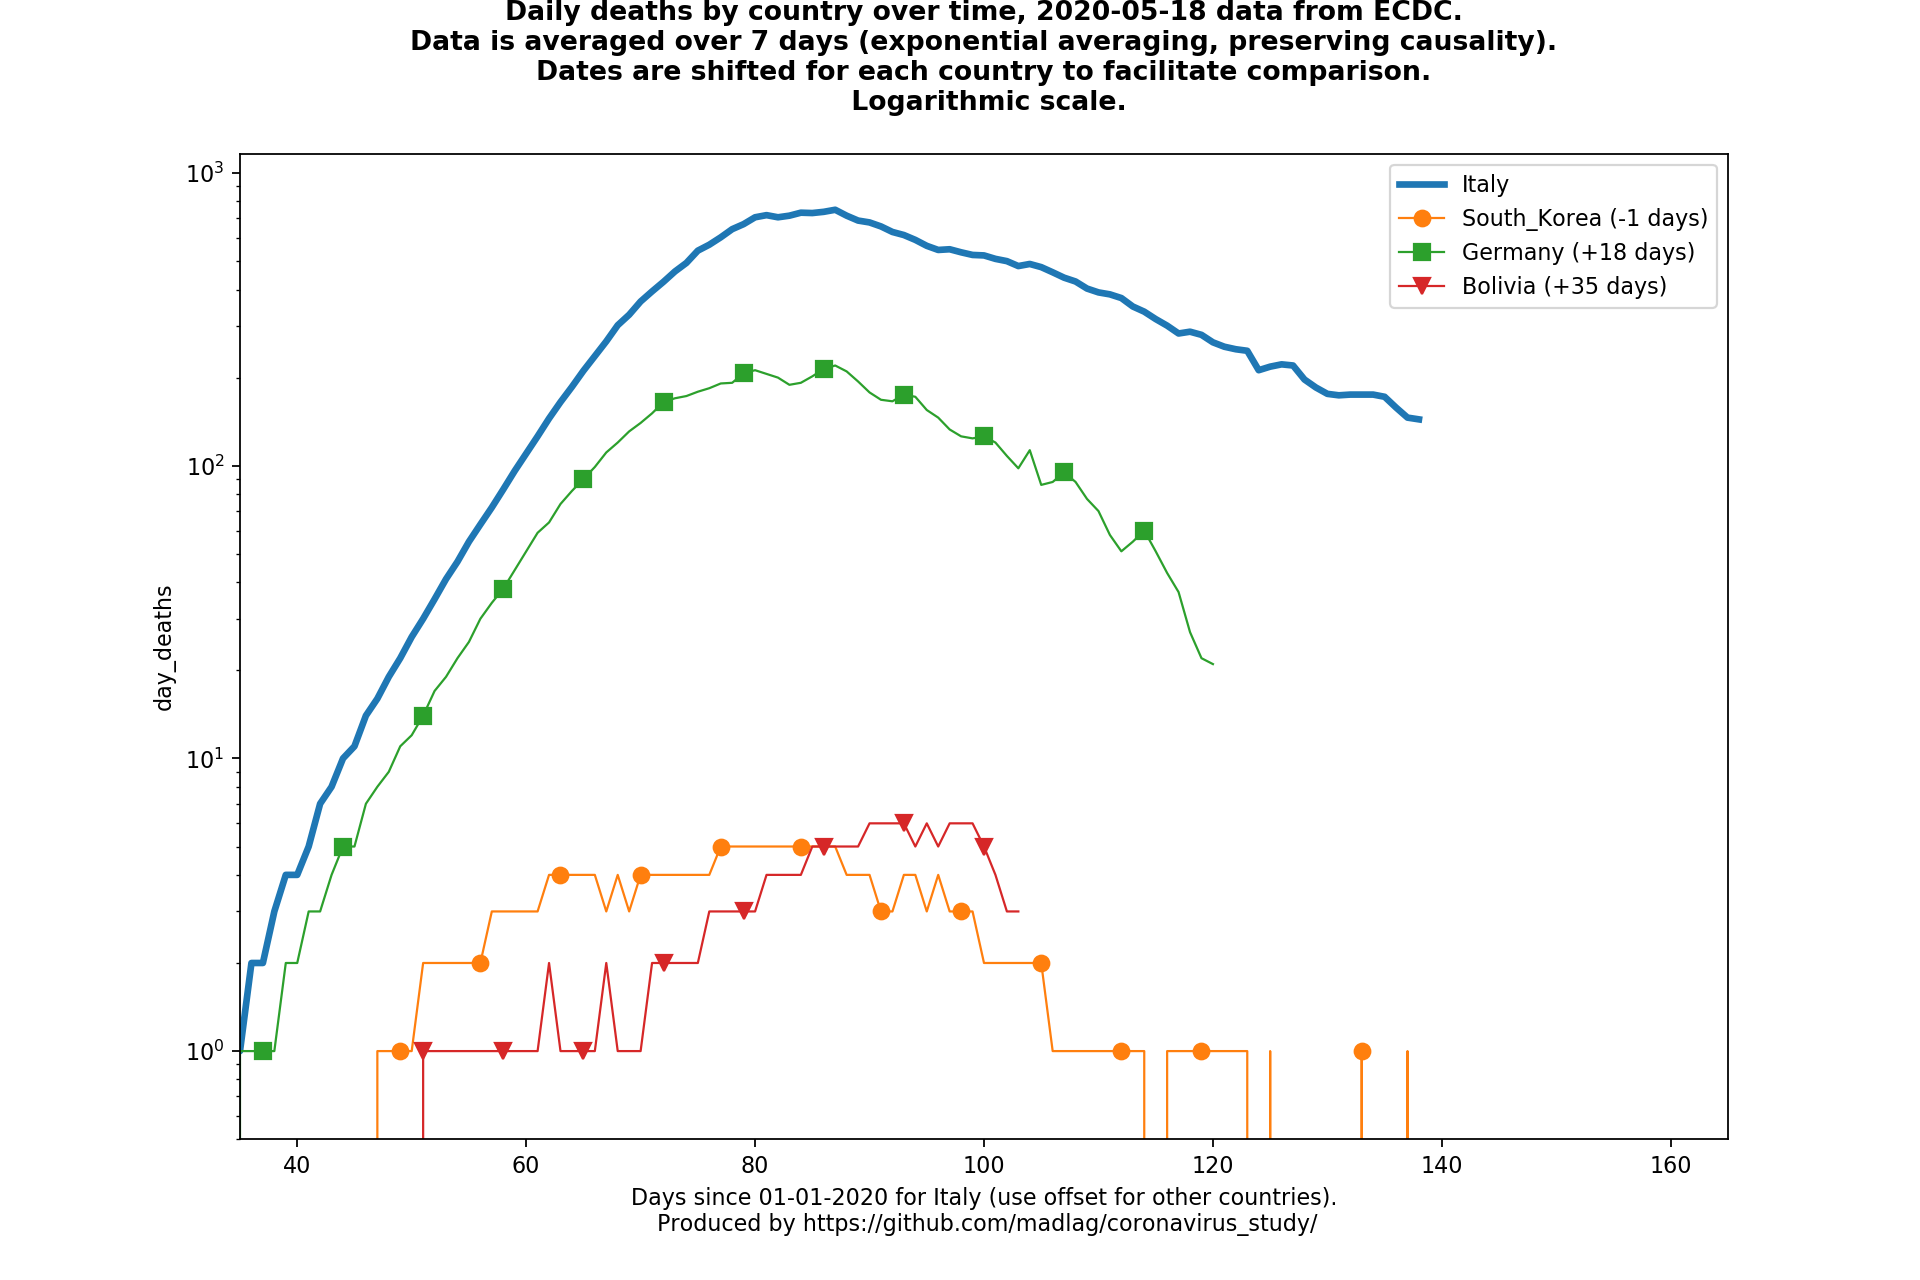 Daily deaths by country over time, 2020-05-18 data from ECDC.
Data is averaged over 7 days (exponential averaging, preserving causality).
Dates are shifted for each country to facilitate comparison.
Logarithmic scale.
10³
10²
10¹
10⁰
day_deaths
Italy
South_Korea (-1 days)
Germany (+18 days)
Bolivia (+35 days)
40 60 80 100 120 140 160
Days since 01-01-2020 for Italy (use offset for other countries).
Produced by https://github.com/madlag/coronavirus_study/